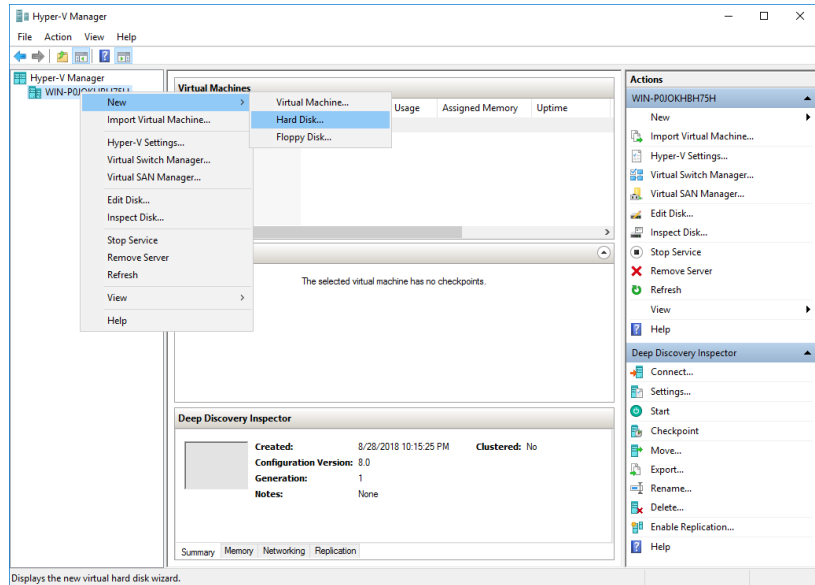 Hyper-V Manager
File Action View Help
Hyper-V Manager
WIN-P0JOKHBH75H
New
Import Virtual Machine...
Hyper-V Settings...
Virtual Switch Manager...
Virtual SAN Manager...
Edit Disk...
Inspect Disk...
Stop Service
Remove Server
Refresh
View
Help
Virtual Machine...
Hard Disk...
Floppy Disk...
Virtual Machines
Usage Assigned Memory Uptime
The selected virtual machine has no checkpoints.
Deep Discovery Inspector
Created: 8/28/2018 10:15:25 PM Clustered: No
Configuration Version: 8.0
Generation: 1
Notes: None
Summary Memory Networking Replication
Actions
WIN-P0JOKHBH75H
New
Import Virtual Machine...
Hyper-V Settings...
Virtual Switch Manager...
Virtual SAN Manager...
Edit Disk...
Inspect Disk...
Stop Service
Remove Server
Refresh
View
Help
Deep Discovery Inspector
Connect...
Settings...
Start
Checkpoint
Move...
Export...
Rename...
Delete...
Enable Replication...
Help
Displays the new virtual hard disk wizard.